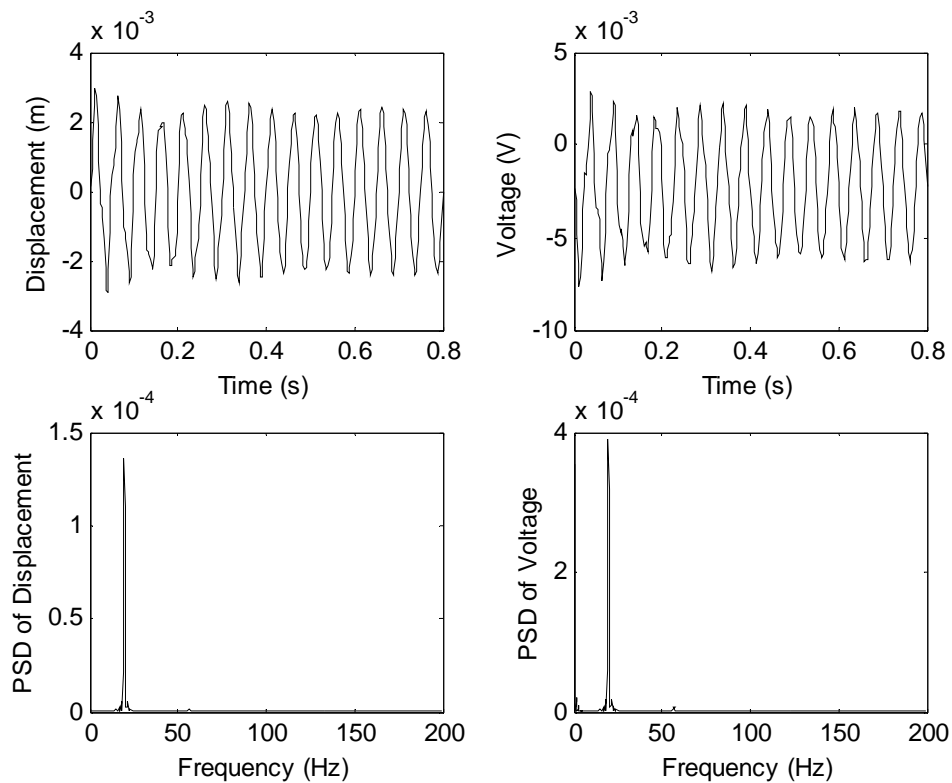 x 10-3
4
2
0
-2
-4
Displacement (m)
0 0.2 0.4 0.6 0.8
Time (s)
x 10-3
5
0
-5
-10
Voltage (V)
0 0.2 0.4 0.6 0.8
Time (s)
x 10-4
1.5
1
0.5
0
PSD of Displacement
0 50 100 150 200
Frequency (Hz)
x 10-4
4
2
0
PSD of Voltage
0 50 100 150 200
Frequency (Hz)